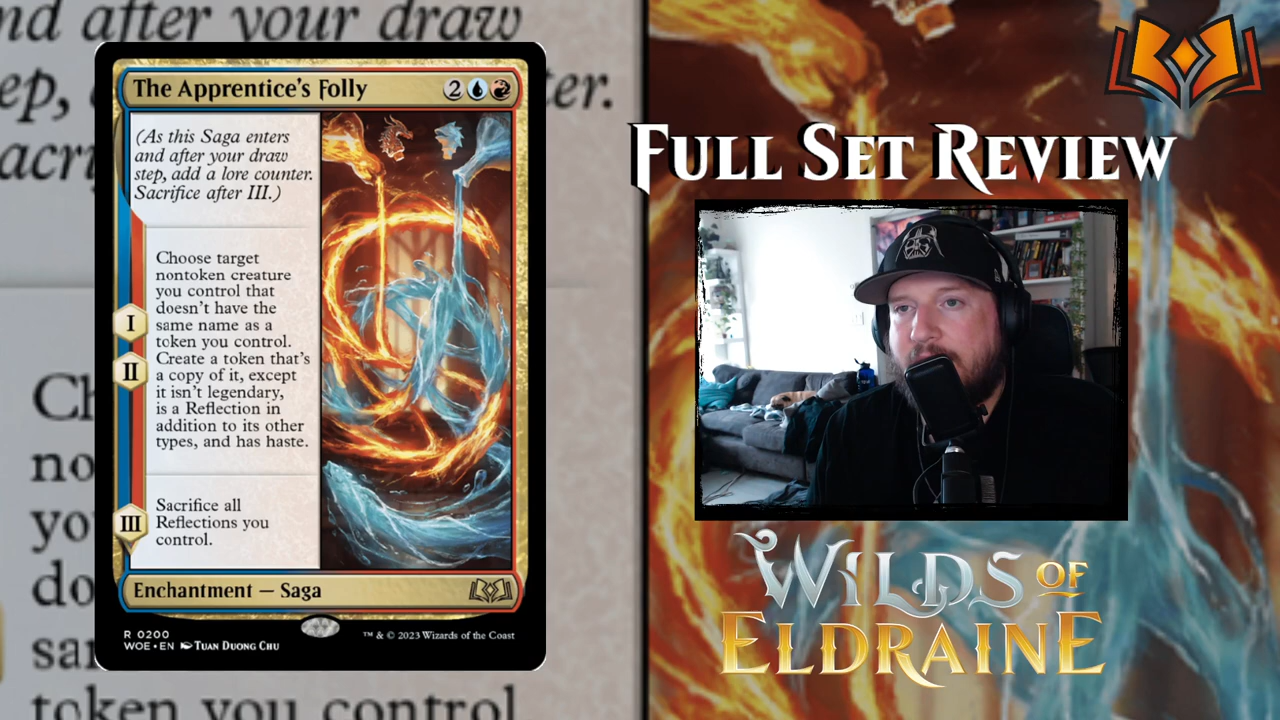 nd after your draw
ep,
ter.
acri
The Apprentice's Folly
2
(As this Saga enters
and after your draw
step, add a lore counter.
Sacrifice after III.)
I
II
Choose target
nontoken creature
you control that
doesn't have the
same name as a
token you control.
Create a token that's
a copy of it, except
it isn't legendary,
is a Reflection in
addition to its other
types, and has haste.
III
Sacrifice all
Reflections you
control.
Enchantment — Saga
R 0200
WOE • EN Tuan Duong Chu
™ & © 2023 Wizards of the Coast
Ch
no
yo
do
sa
token you control
Full Set Review
Wilds of
Eldraine